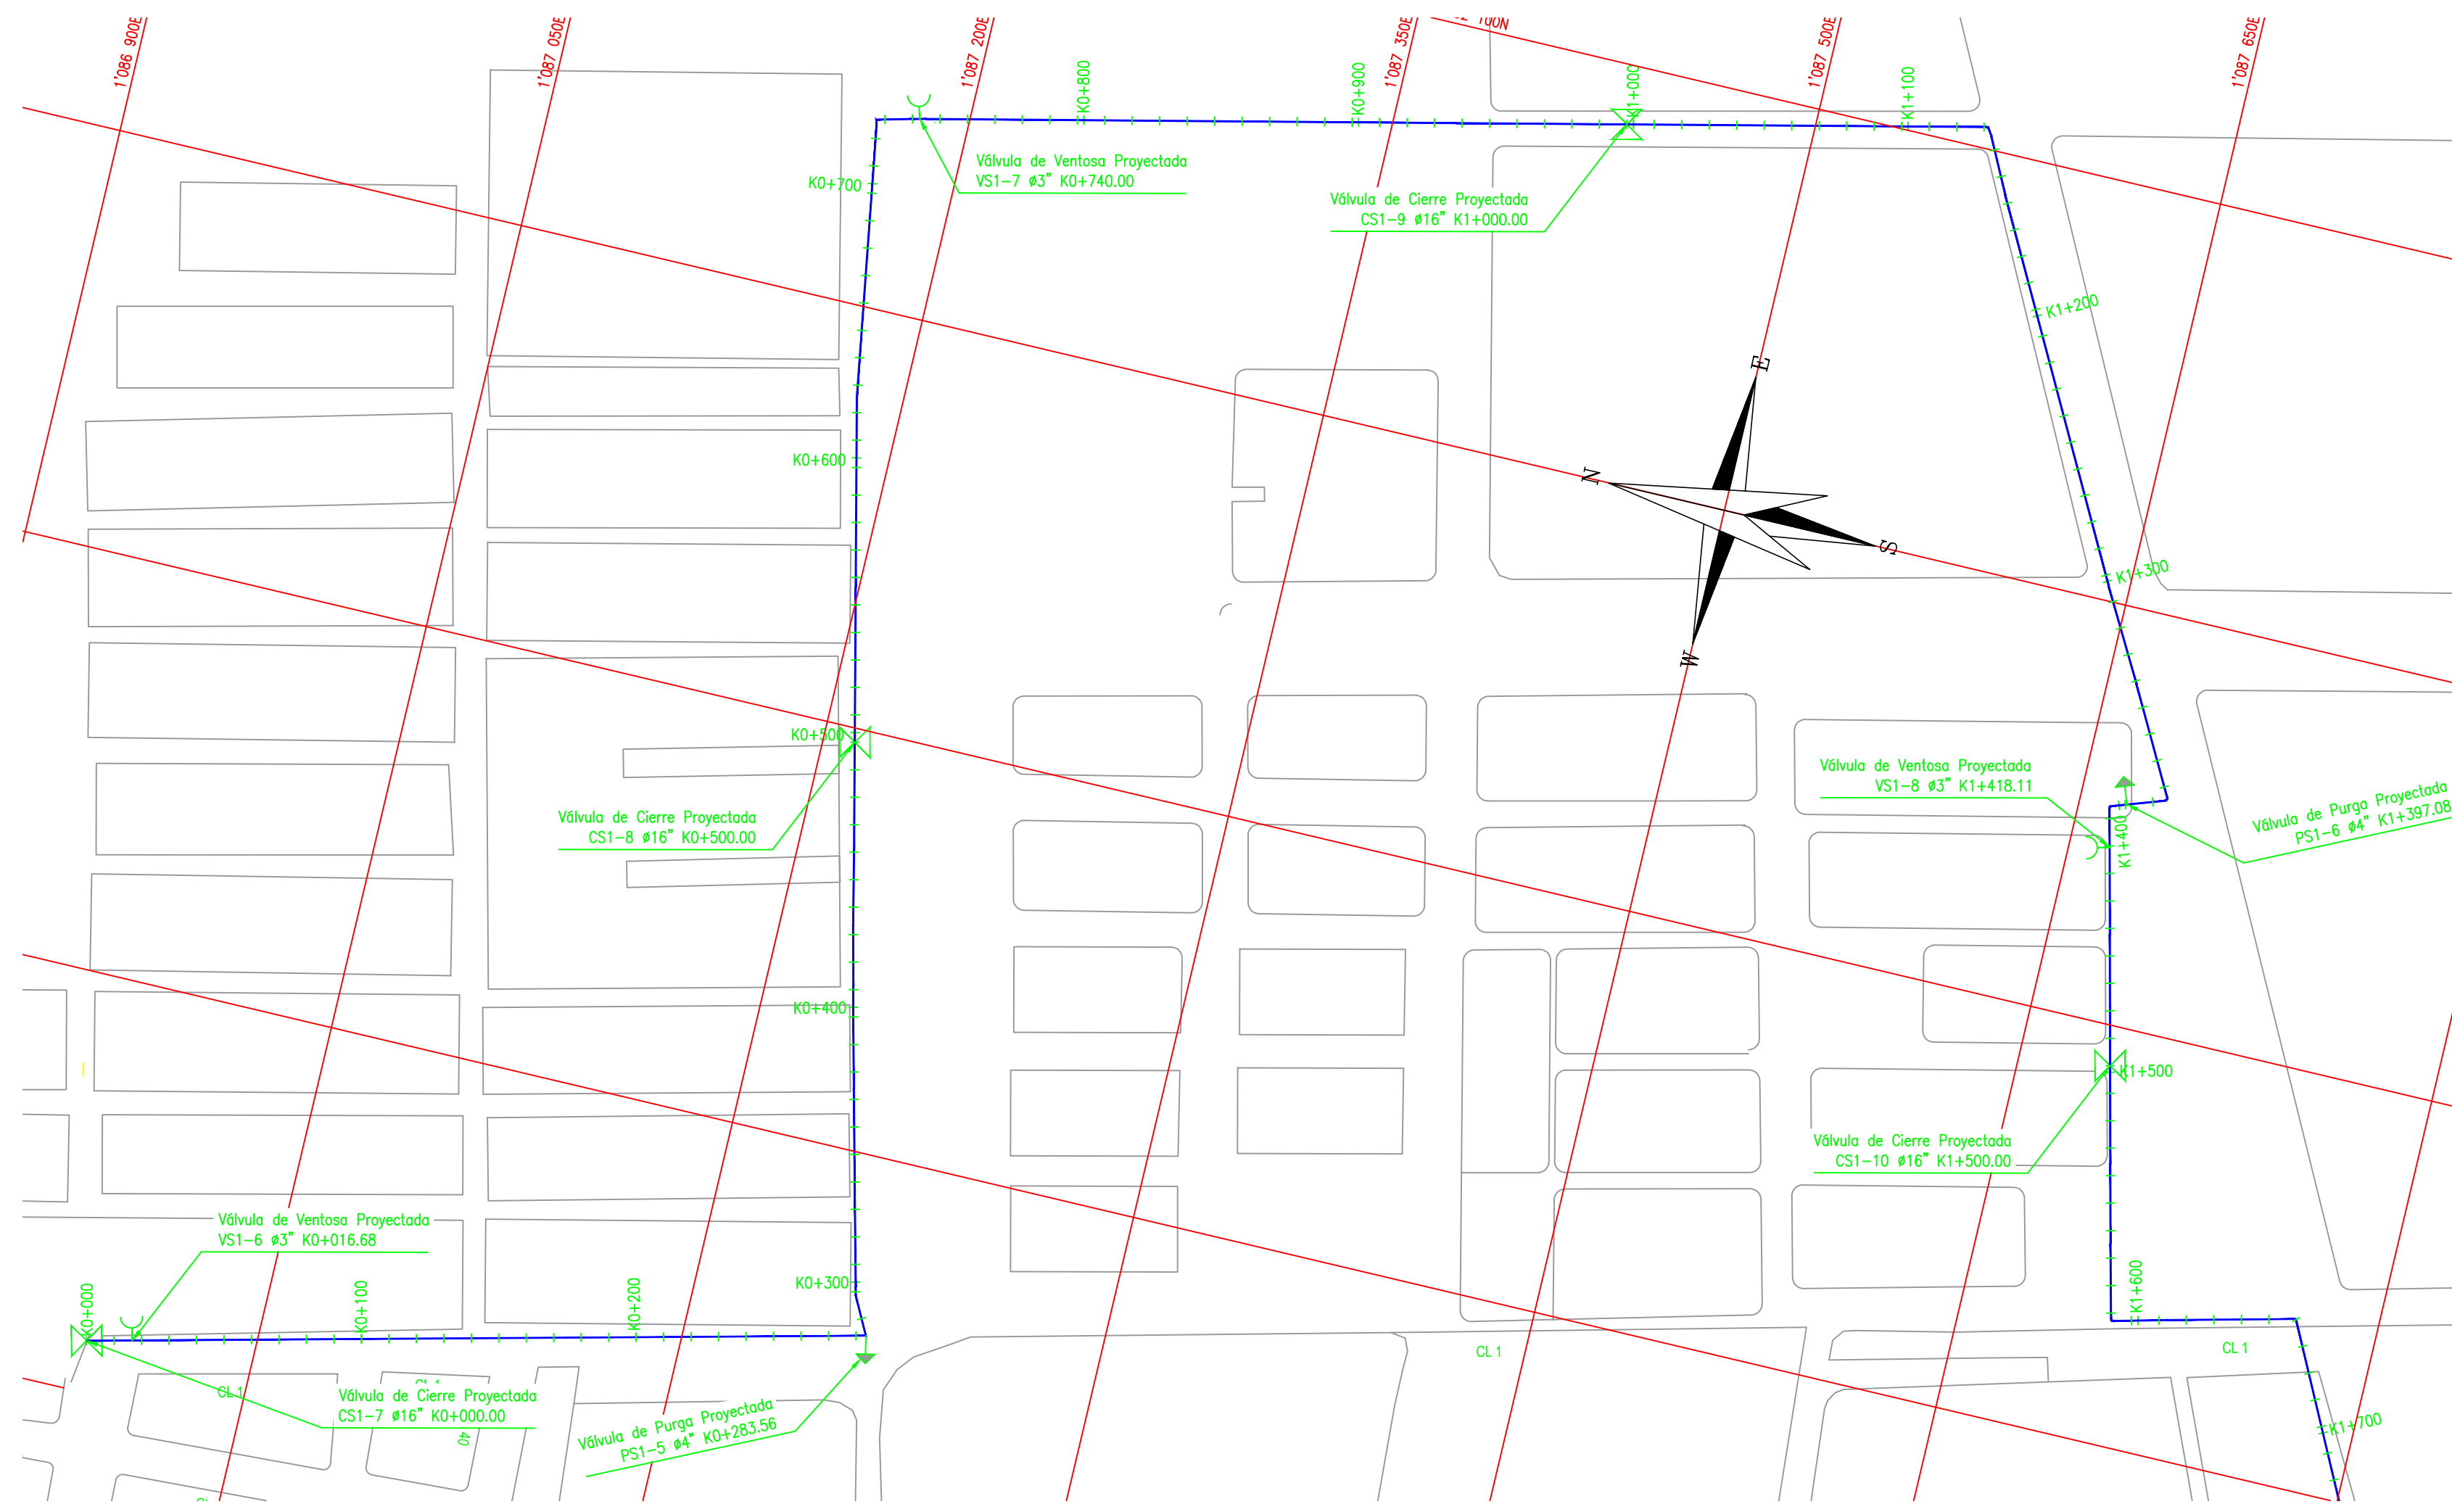 1'086 900E
1'087 050E
1'087 200E
1'087 350E
1'087 500E
1'087 650E
K0+800
K0+900
K1+000
K1+100
Válvula de Ventosa Proyectada
VS1-7 ø3" K0+740.00
K0+700
Válvula de Cierre Proyectada
CS1-9 ø16" K1+000.00
K1+200
E
N
S
W
K0+600
K1+300
K0+500
Válvula de Cierre Proyectada
CS1-8 ø16" K0+500.00
Válvula de Ventosa Proyectada
VS1-8 ø3" K1+418.11
Válvula de Purga Proyectada
PS1-6 ø4" K1+397.08
K1+400
K0+400
K1+500
Válvula de Cierre Proyectada
CS1-10 ø16" K1+500.00
Válvula de Ventosa Proyectada
VS1-6 ø3" K0+016.68
K0+000
K0+100
K0+200
K0+300
K1+600
CL 1
CL 1
CL 1
Válvula de Cierre Proyectada
CS1-7 ø16" K0+000.00
40
Válvula de Purga Proyectada
PS1-5 ø4" K0+283.56
K1+700